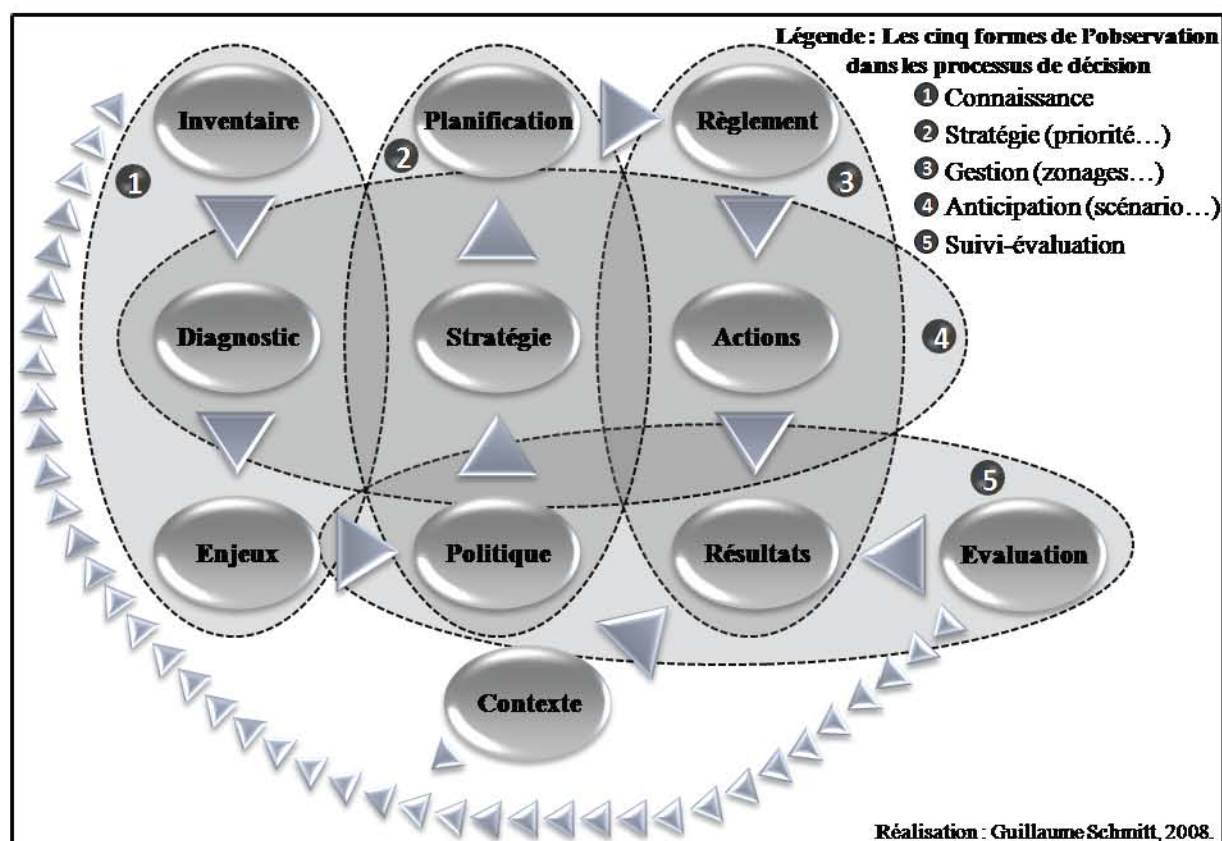 Légende : Les cinq formes de l'observation
dans les processus de décision
❶ Connaissance
❷ Stratégie (priorité…)
❸ Gestion (zonages…)
❹ Anticipation (scénario…)
❺ Suivi-évaluation
Inventaire
Planification
Règlement
1
2
3
Diagnostic
Stratégie
Actions
4
5
Enjeux
Politique
Résultats
Evaluation
Contexte
Réalisation : Guillaume Schmitt, 2008.